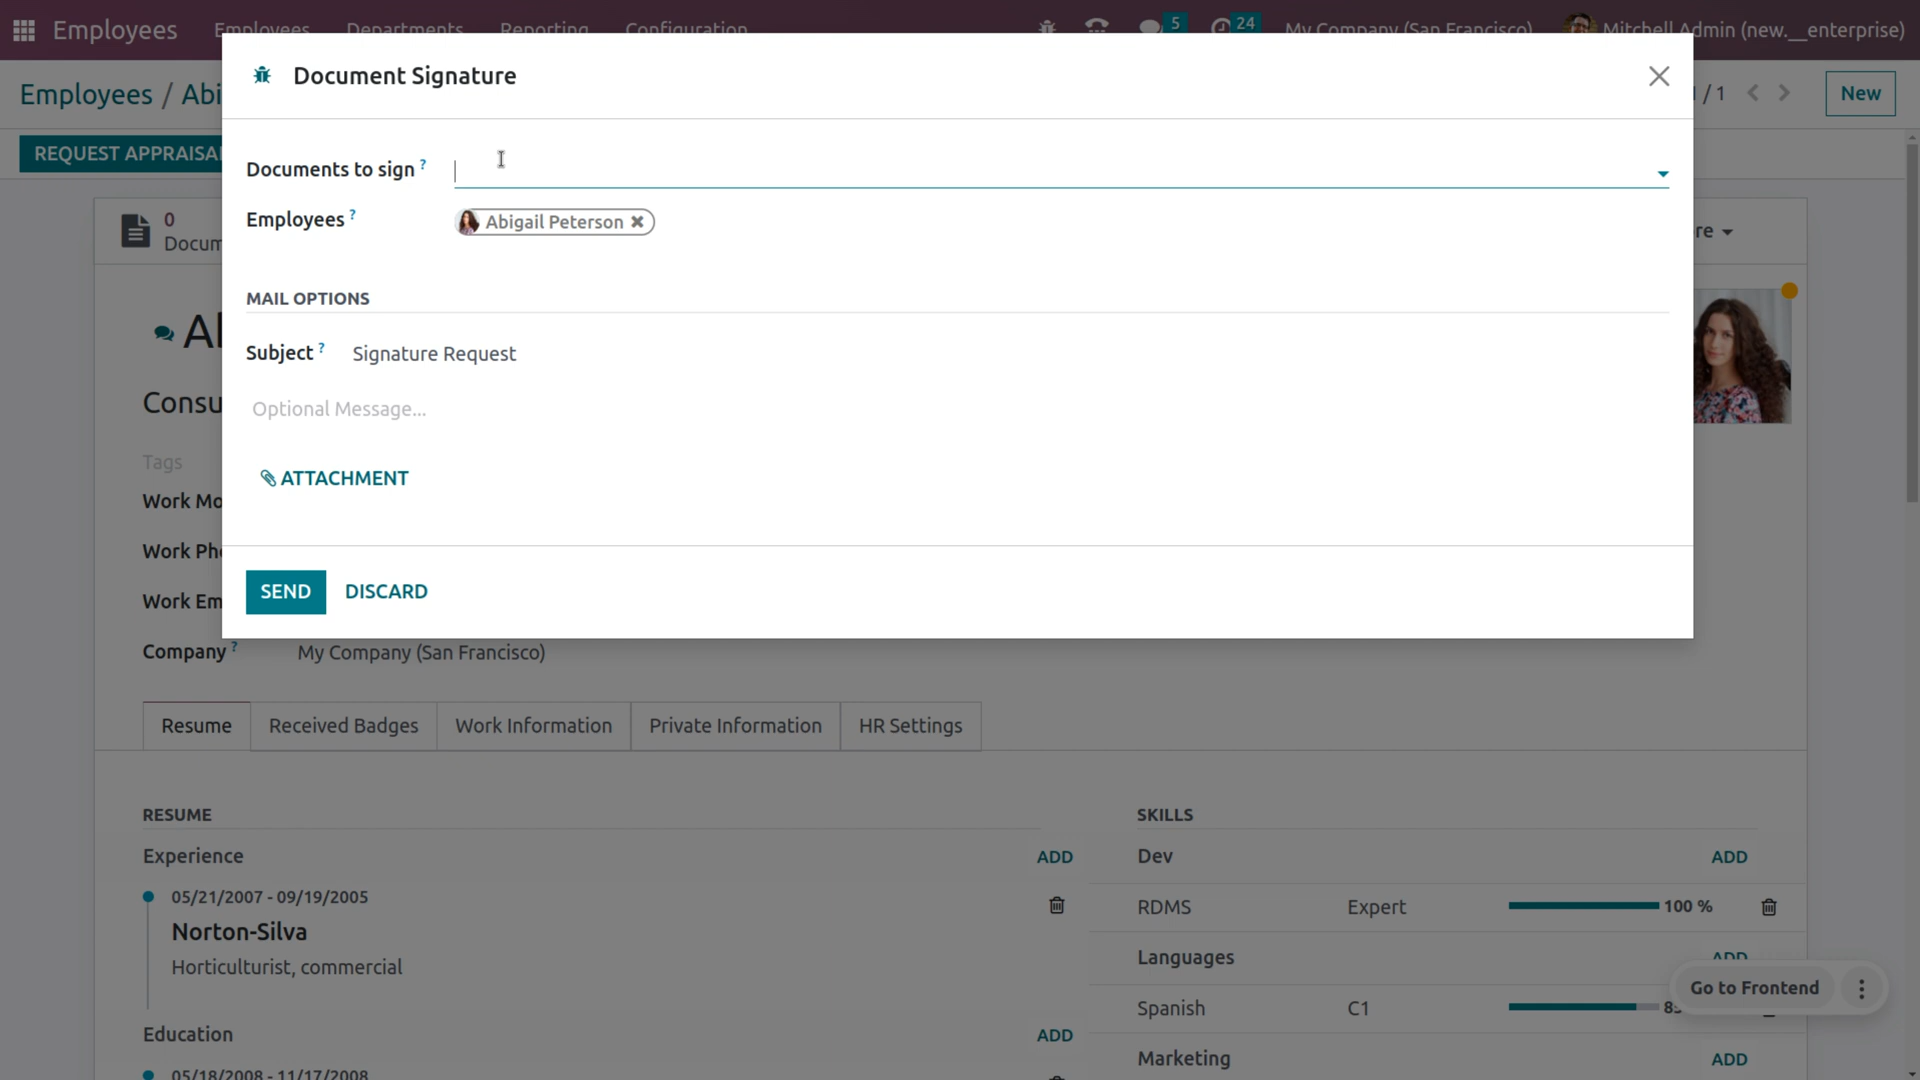 Employees Employees Departments Reporting Configuration 5 24 My Company (San Francisco) Mitchell Admin (new.__enterprise)
Employees / Abi / 1 New
REQUEST APPRAISAL
Document Signature
Documents to sign ?
Employees ? Abigail Peterson
0
Docum
re
MAIL OPTIONS
Al
Subject ? Signature Request
Consu
Optional Message...
Tags
ATTACHMENT
Work Mo
Work Pho
Work Em
SEND DISCARD
Company ? My Company (San Francisco)
Resume Received Badges Work Information Private Information HR Settings
RESUME SKILLS
Experience ADD Dev ADD
05/21/2007 - 09/19/2005
RDMS Expert 100 %
Norton-Silva
Languages ADD
Horticulturist, commercial
Go to Frontend
Spanish C1
Education ADD
Marketing ADD
05/18/2008 - 11/17/2008